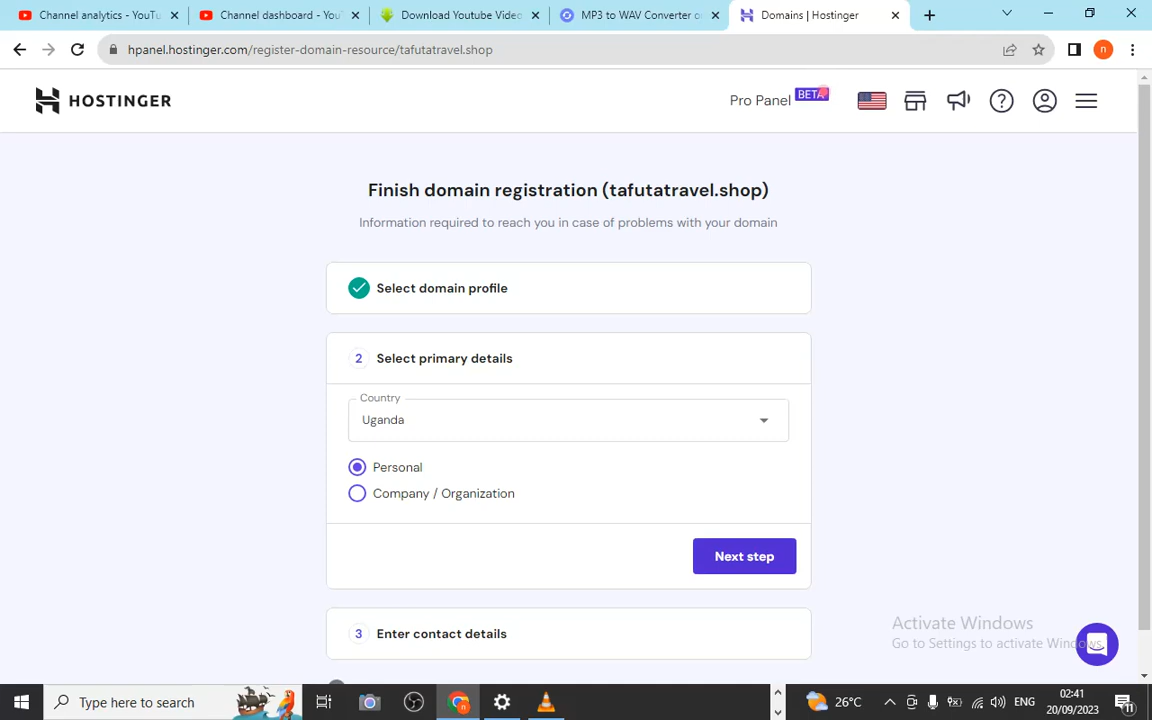 Channel analytics - YouTu
Channel dashboard - YouT
Download Youtube Video
MP3 to WAV Converter o
Domains | Hostinger
hpanel.hostinger.com/register-domain-resource/tafutatravel.shop
n
HOSTINGER
Pro Panel BETA
Finish domain registration (tafutatravel.shop)
Information required to reach you in case of problems with your domain
Select domain profile
2 Select primary details
Country
Uganda
Personal
Company / Organization
Next step
3 Enter contact details
Activate Windows
Go to Settings to activate Windows.
Type here to search
n
26°C
ENG
02:41
20/09/2023
11